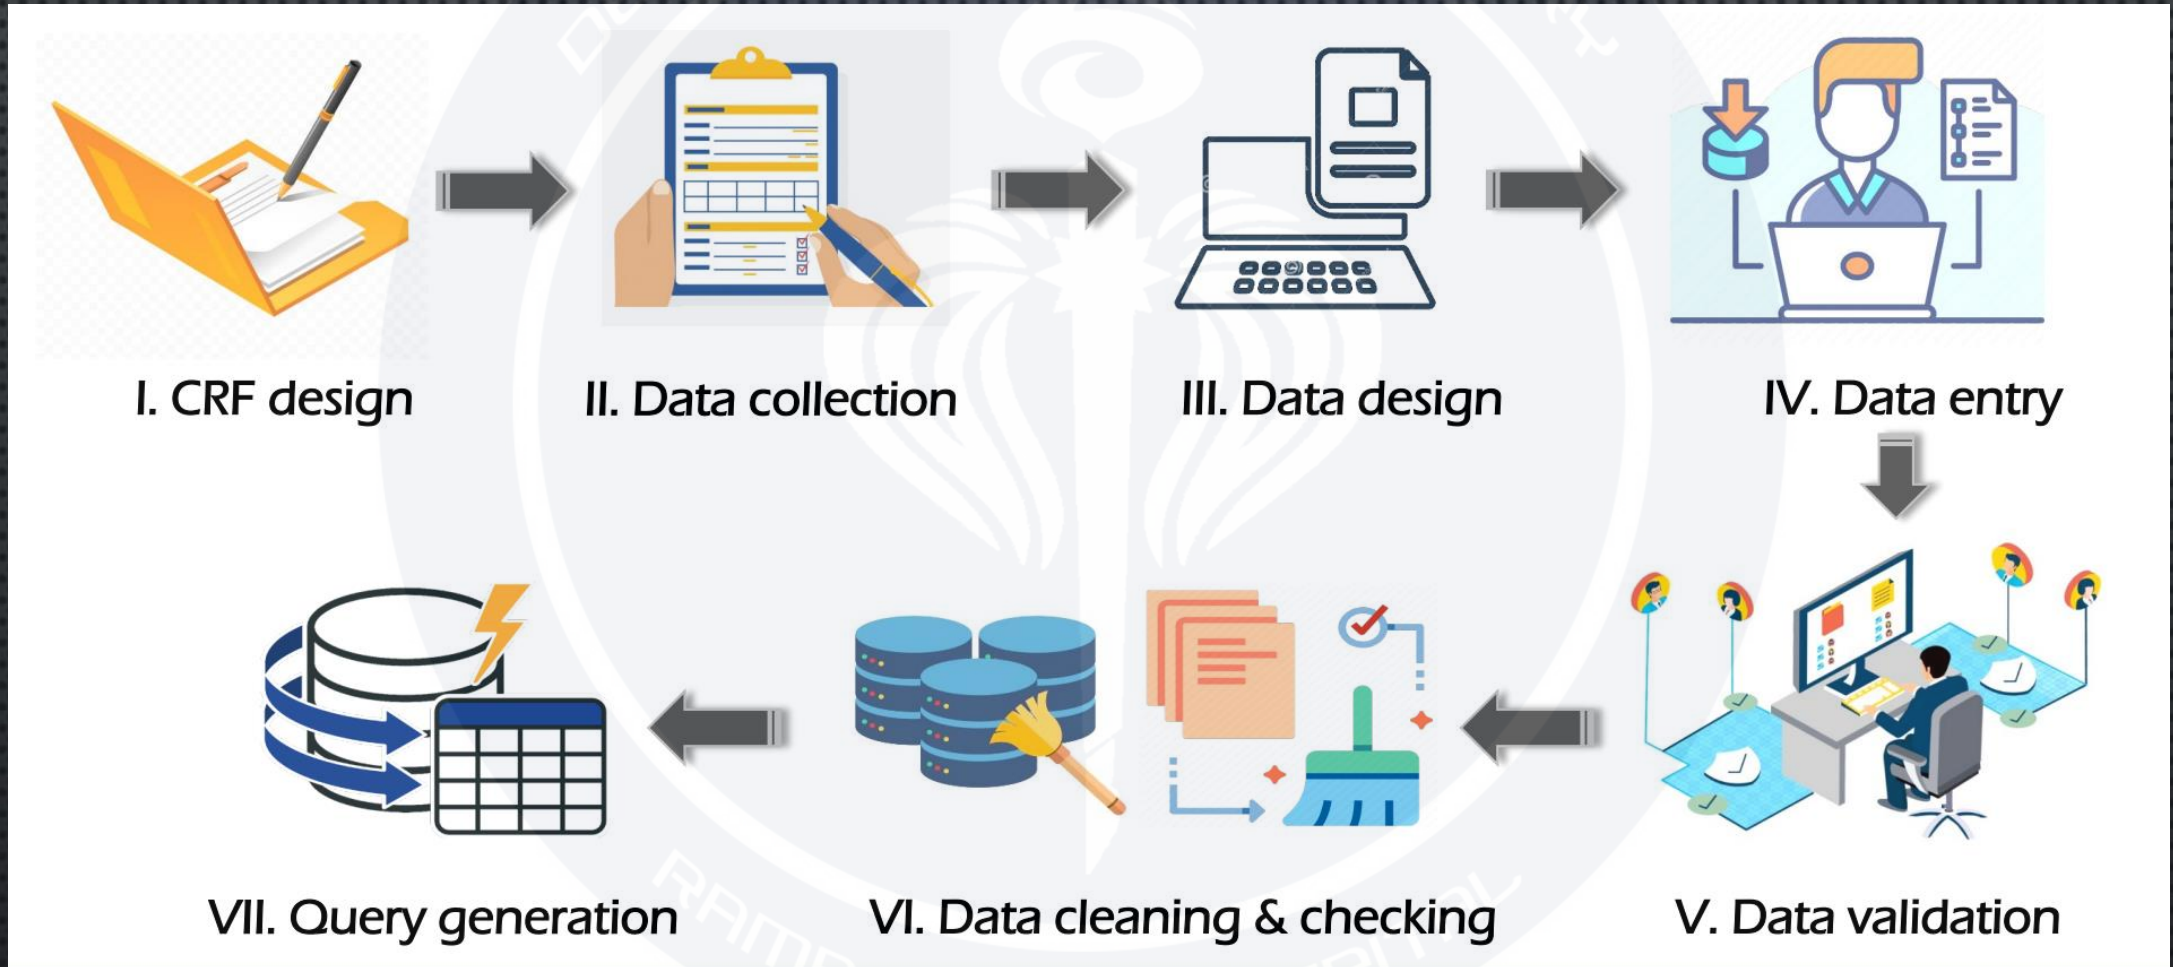 I. CRF design
II. Data collection
III. Data design
IV. Data entry
V. Data validation
VI. Data cleaning & checking
VII. Query generation